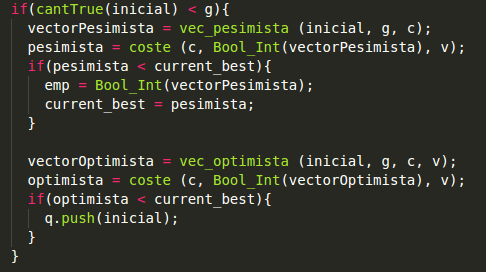 if(cantTrue(inicial) < g){
vectorPesimista = vec_pesimista (inicial, g, c);
pesimista = coste (c, Bool_Int(vectorPesimista), v);
if(pesimista < current_best){
emp = Bool_Int(vectorPesimista);
current_best = pesimista;
}
vectorOptimista = vec_optimista (inicial, g, c, v);
optimista = coste (c, Bool_Int(vectorOptimista), v);
if(optimista < current_best){
q.push(inicial);
}
}